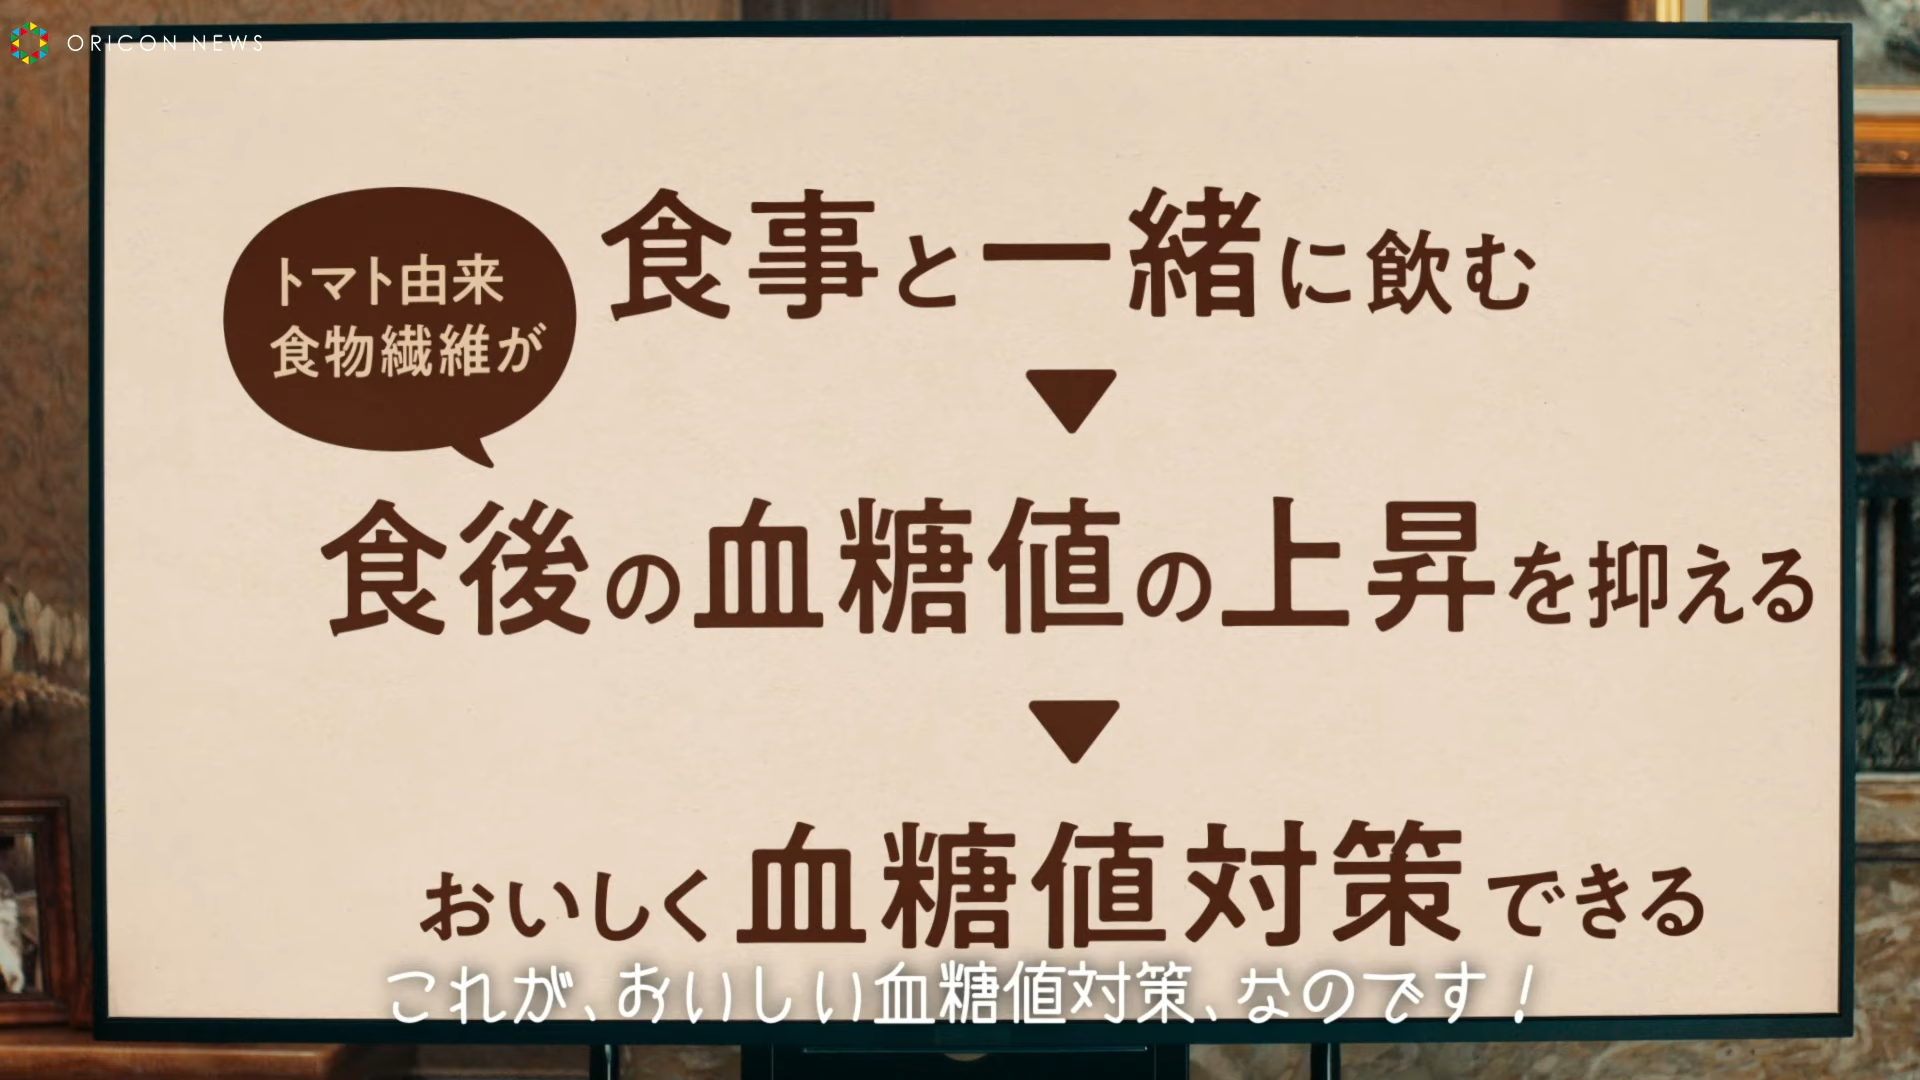 ORICON NEWS
食事と一緒に飲む
トマト由来
食物繊維が
食後の血糖値の上昇を抑える
おいしく血糖値対策できる
これが、おいしい血糖値対策、なのです!